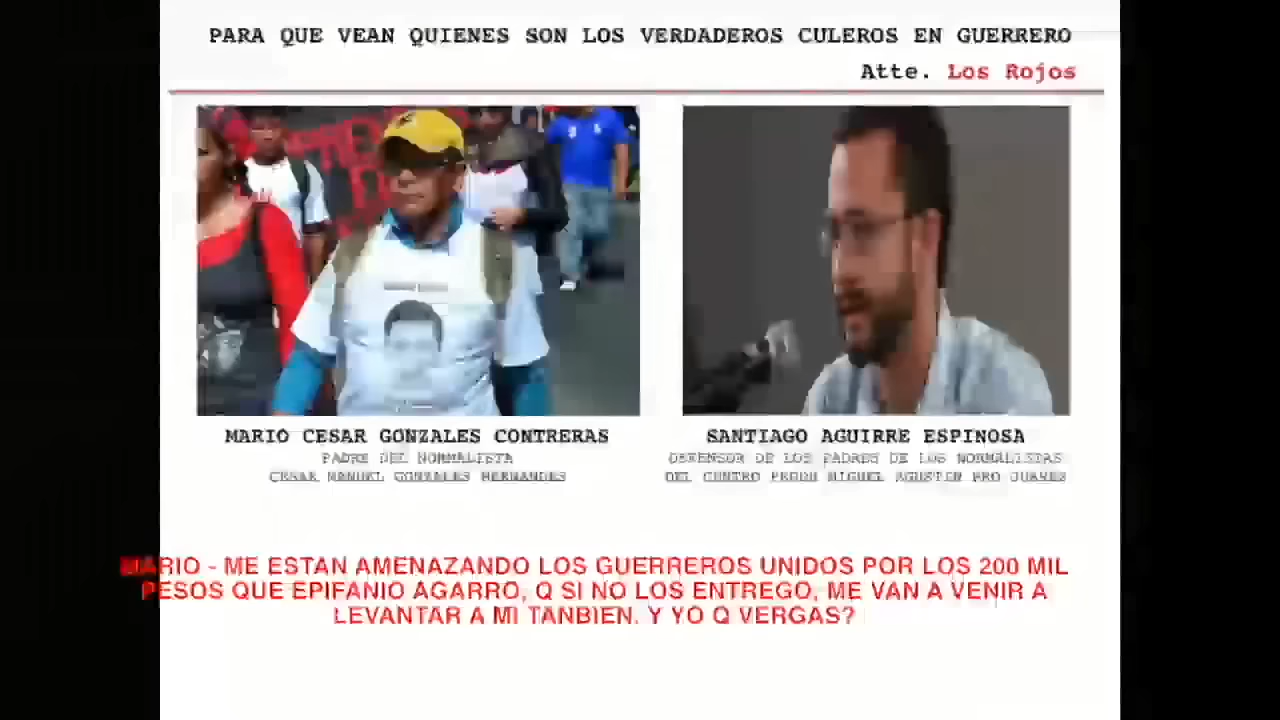 PARA QUE VEAN QUIENES SON LOS VERDADEROS CULEROS EN GUERRERO
Atte. Los Rojos
MARIO CESAR GONZALES CONTRERAS
PADRE DEL NORMALISTA
CESAR MANUEL GONZALES HERNANDES
SANTIAGO AGUIRRE ESPINOSA
DEFENSOR DE LOS PADRES DE LOS NORMALISTAS
DEL CENTRO PRODH MIGUEL AGUSTIN PRO JUARES
MARIO - ME ESTAN AMENAZANDO LOS GUERREROS UNIDOS POR LOS 200 MIL
PESOS QUE EPIFANIO AGARRO, Q SI NO LOS ENTREGO, ME VAN A VENIR A
LEVANTAR A MI TANBIEN. Y YO Q VERGAS?